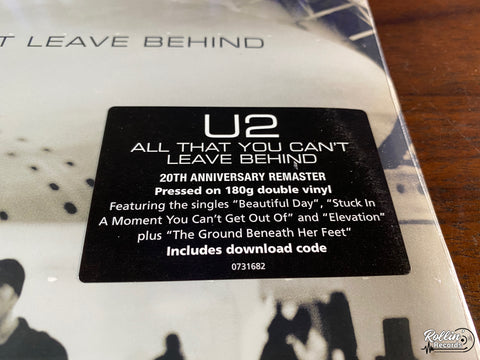 T LEAVE BEHIND
U2
ALL THAT YOU CAN'T
LEAVE BEHIND
20TH ANNIVERSARY REMASTER
Pressed on 180g double vinyl
Featuring the singles “Beautiful Day”, “Stuck In
A Moment You Can’t Get Out Of” and “Elevation”
plus “The Ground Beneath Her Feet”
Includes download code
0731682
Rollin'
Records